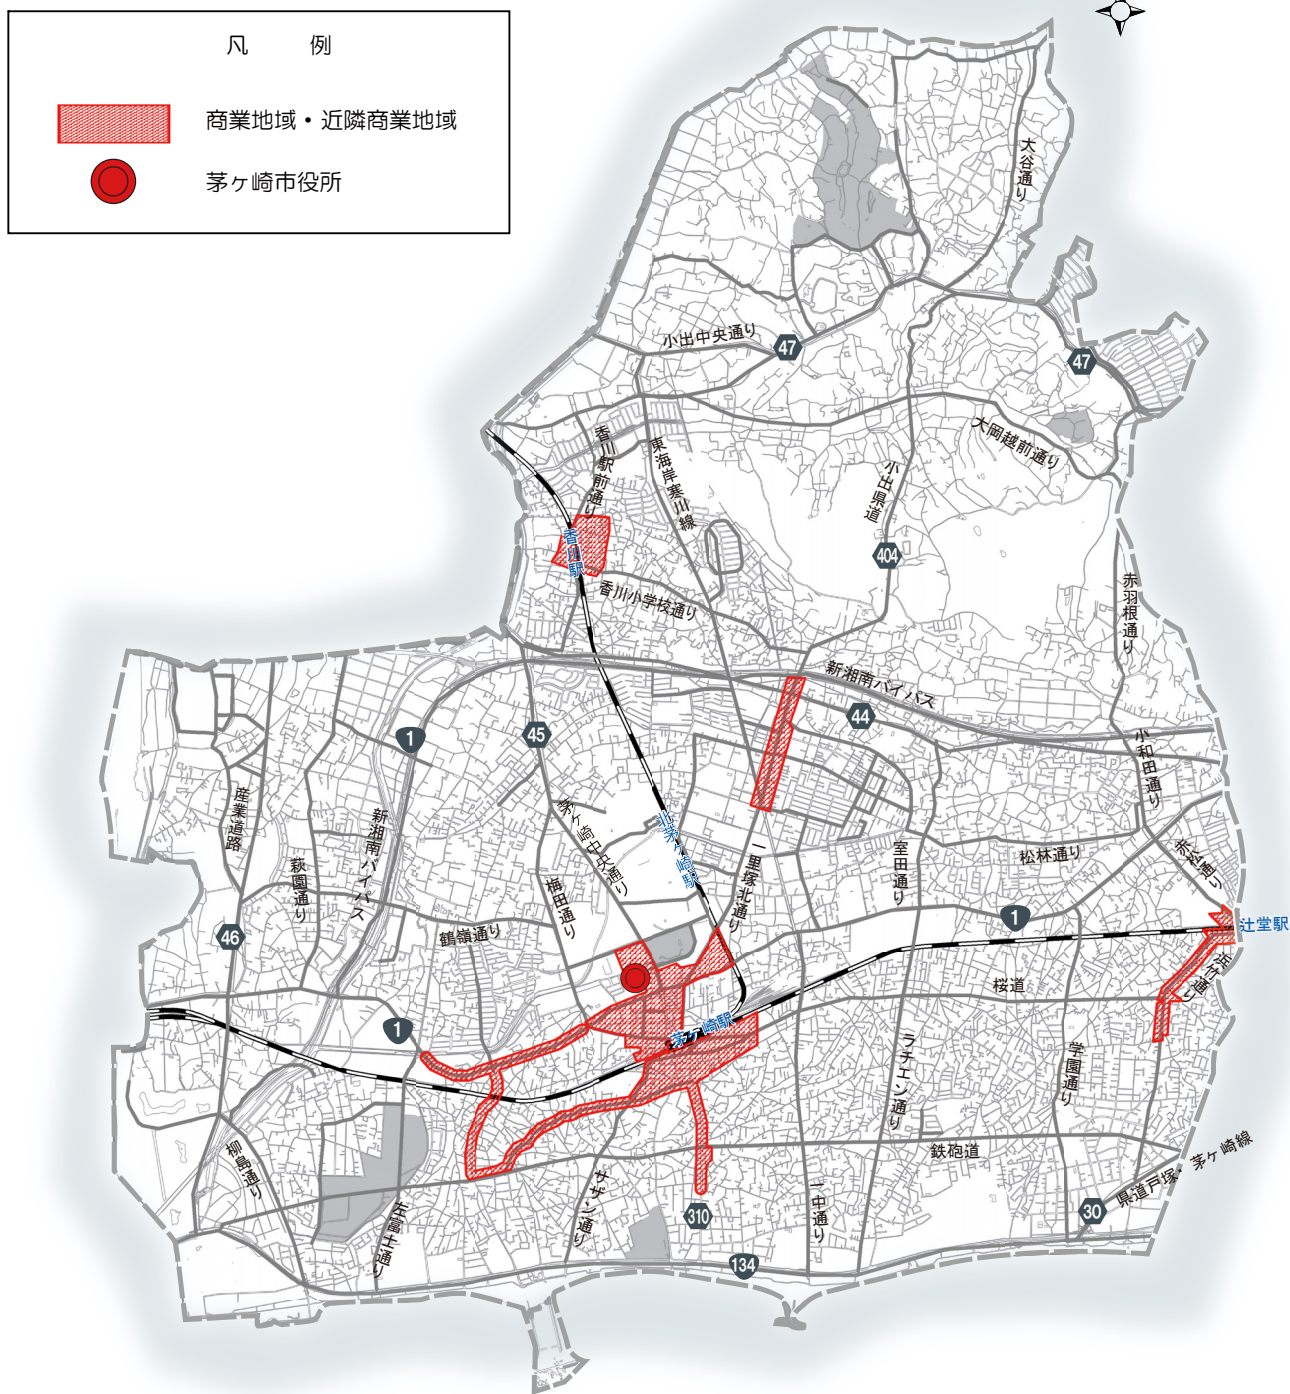 凡　例
商業地域・近隣商業地域
茅ヶ崎市役所
大谷通り
小出中央通り
47
47
大岡越前通り
香川駅前通り
東海岸寒川線
小出県道
404
香川駅
香川小学校通り
赤羽根通り
新湘南バイパス
44
1
45
小和田通り
産業道路
新湘南バイパス
茅ヶ崎中央通り
北茅ヶ崎駅
一里塚北通り
室田通り
松林通り
赤松通り
萩園通り
梅田通り
鶴嶺通り
46
1
辻堂駅
浜竹通り
桜道
1
茅ヶ崎駅
ラチエン通り
学園通り
鉄砲道
柳島通り
左富士通り
サザン通り
310
一中通り
30
県道戸塚・茅ヶ崎線
134